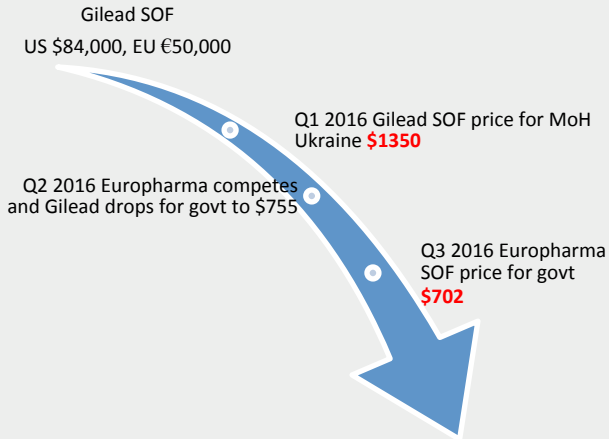 Gilead SOF
US $84,000, EU €50,000
Q1 2016 Gilead SOF price for MoH
Ukraine $1350
Q2 2016 Europharma competes
and Gilead drops for govt to $755
Q3 2016 Europharma
SOF price for govt
$702